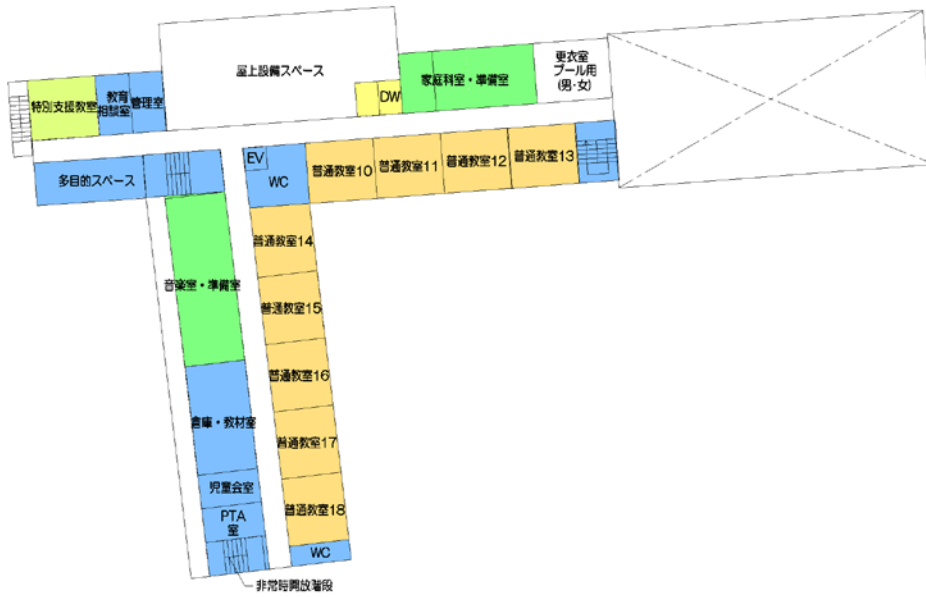 屋上設備スペース
更衣室
プール用
(男・女)
家庭科室・準備室
DW
特別支援教室
教育
相談室
管理室
EV
WC
普通教室10
普通教室11
普通教室12
普通教室13
多目的スペース
普通教室14
音楽室・準備室
普通教室15
普通教室16
倉庫・教材室
普通教室17
児童会室
普通教室18
PTA
室
WC
非常時開放階段